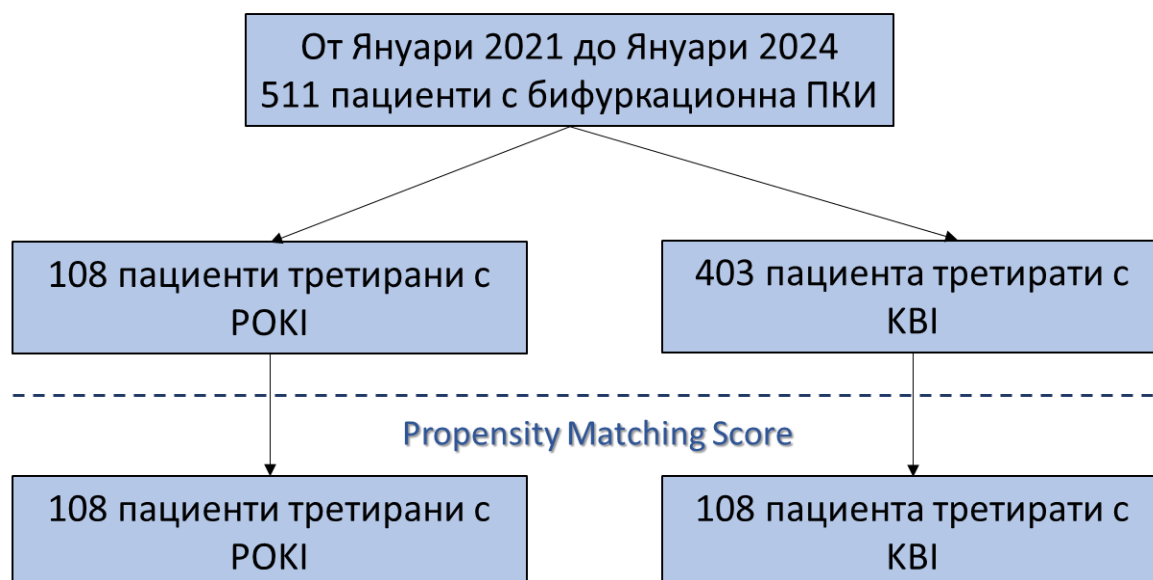 От Януари 2021 до Януари 2024
511 пациенти с бифуркационна ПКИ
108 пациенти третирани с
POKI
403 пациента третирати с
KBI
Propensity Matching Score
108 пациенти третирани с
POKI
108 пациента третирати с
KBI